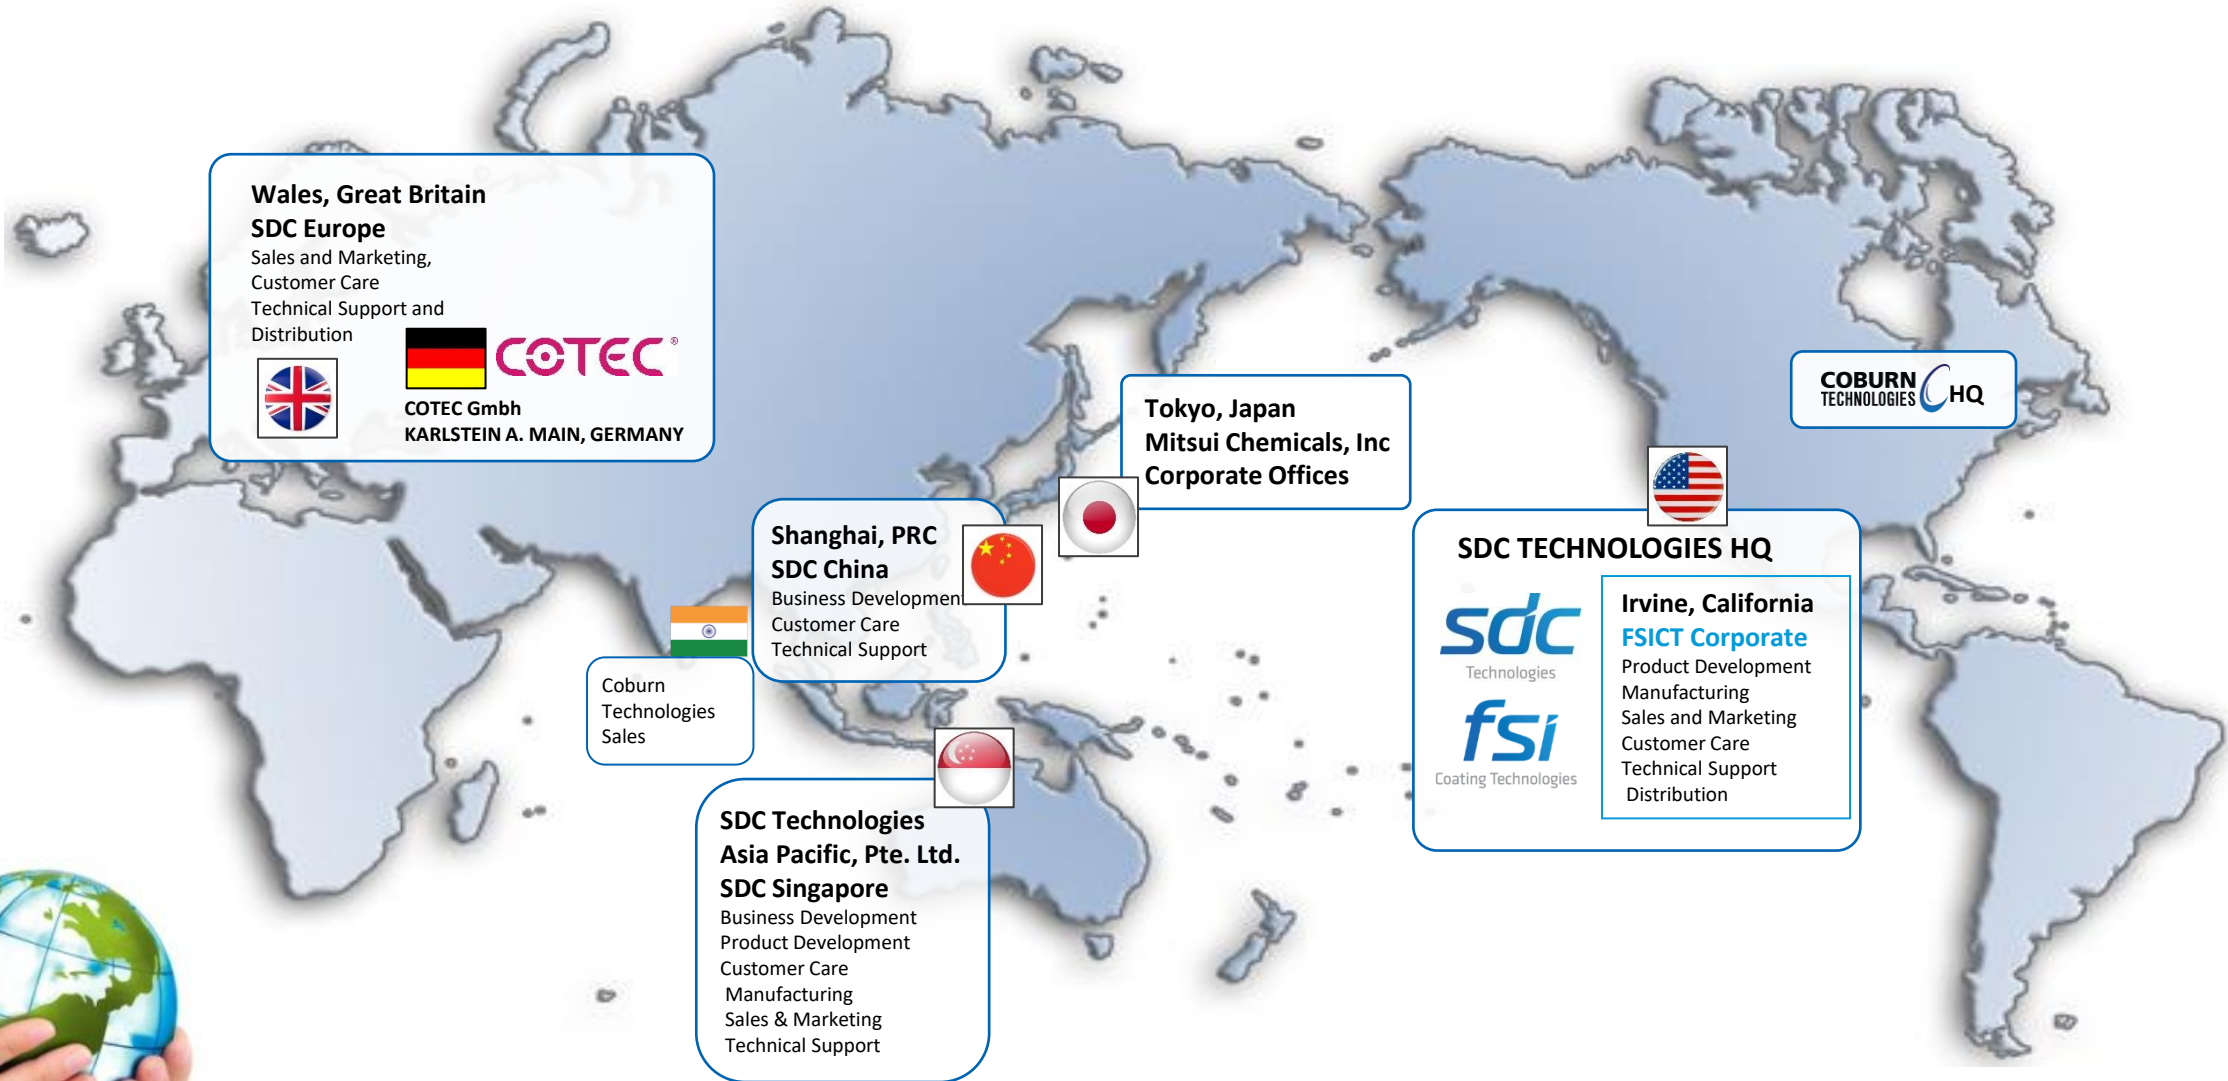 Wales, Great Britain
SDC Europe
Sales and Marketing,
Customer Care
Technical Support and
Distribution
COTEC®
COTEC Gmbh
KARLSTEIN A. MAIN, GERMANY
Tokyo, Japan
Mitsui Chemicals, Inc
Corporate Offices
COBURN
TECHNOLOGIES
HQ
Shanghai, PRC
SDC China
Business Development
Customer Care
Technical Support
Coburn
Technologies
Sales
SDC Technologies
Asia Pacific, Pte. Ltd.
SDC Singapore
Business Development
Product Development
Customer Care
Manufacturing
Sales & Marketing
Technical Support
SDC TECHNOLOGIES HQ
sdc
Technologies
fsi
Coating Technologies
Irvine, California
FSICT Corporate
Product Development
Manufacturing
Sales and Marketing
Customer Care
Technical Support
Distribution